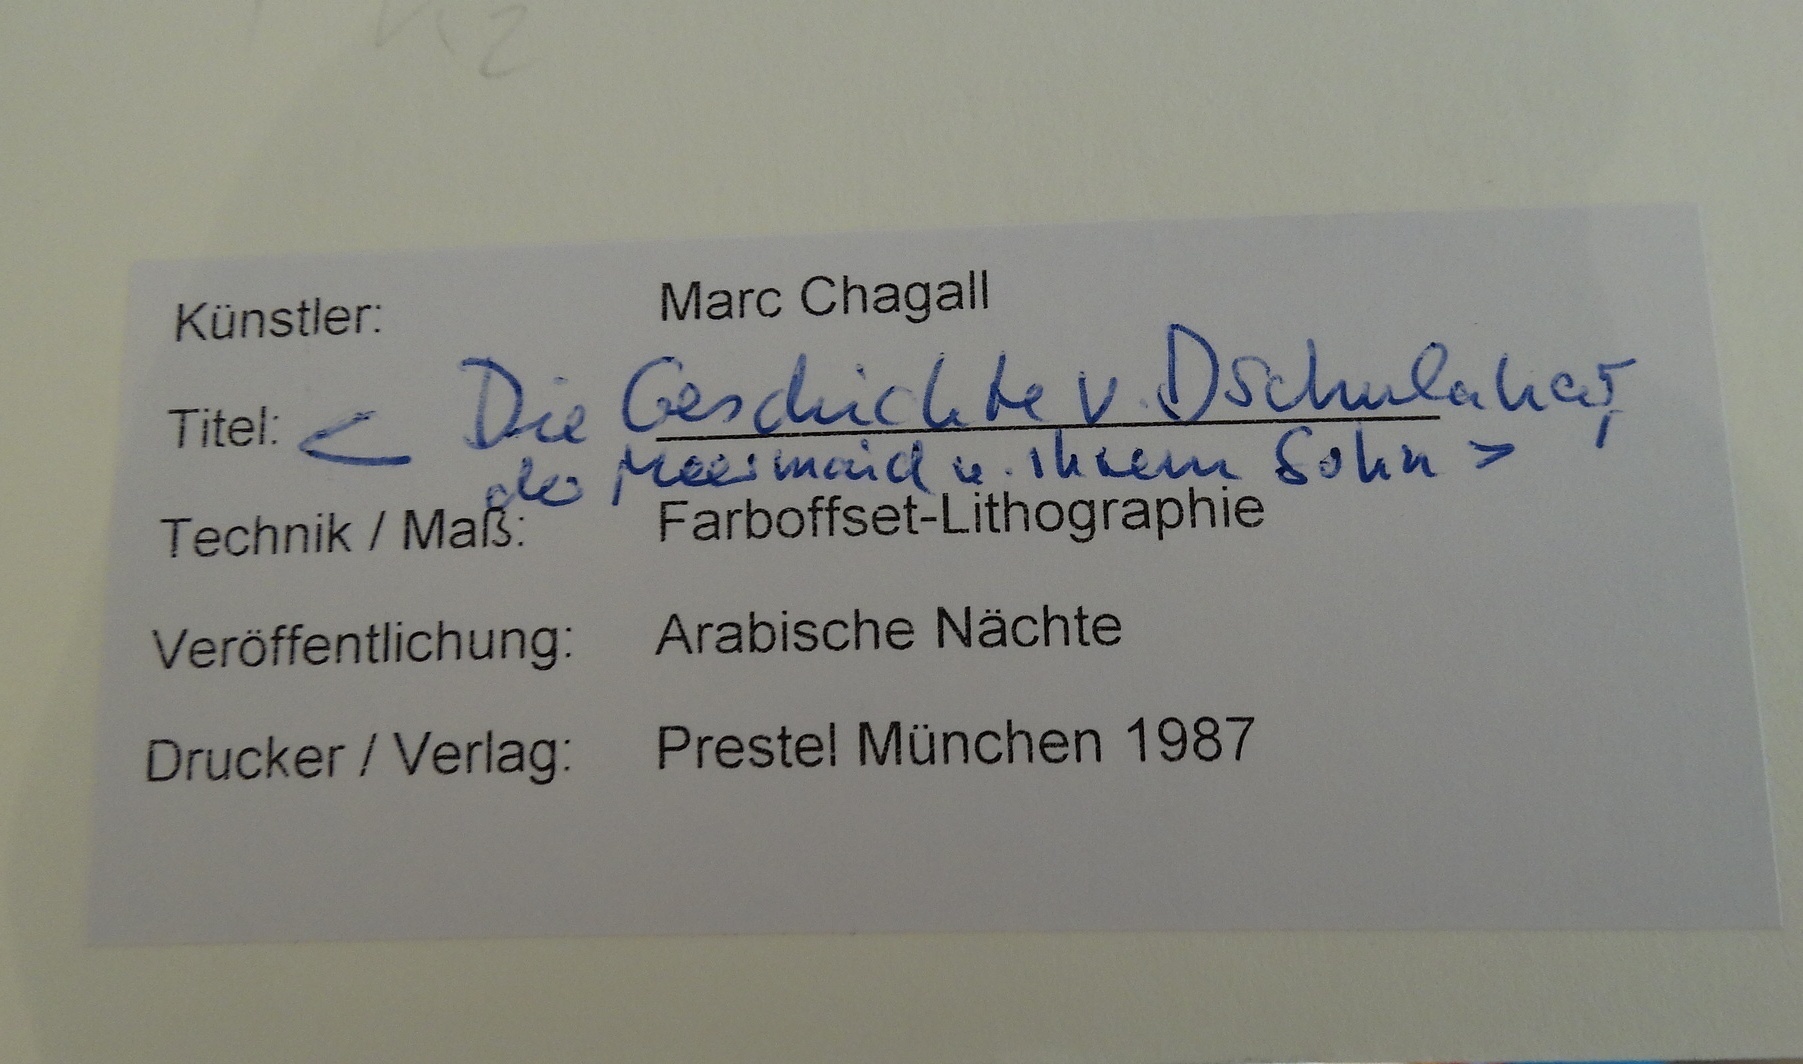 Künstler: Marc Chagall
Titel: < Die Geschichte v. Dschulahar,
der Meermaid u. ihrem Sohn >
Technik / Maß: Farboffset-Lithographie
Veröffentlichung: Arabische Nächte
Drucker / Verlag: Prestel München 1987